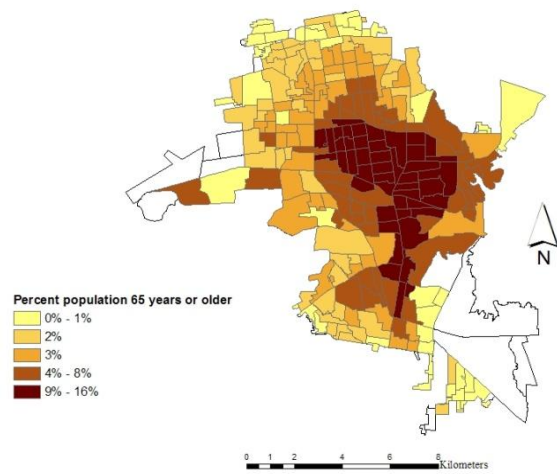 N
Percent population 65 years or older
0% - 1%
2%
3%
4% - 8%
9% - 16%
0 1 2 4 6 8
Kilometers